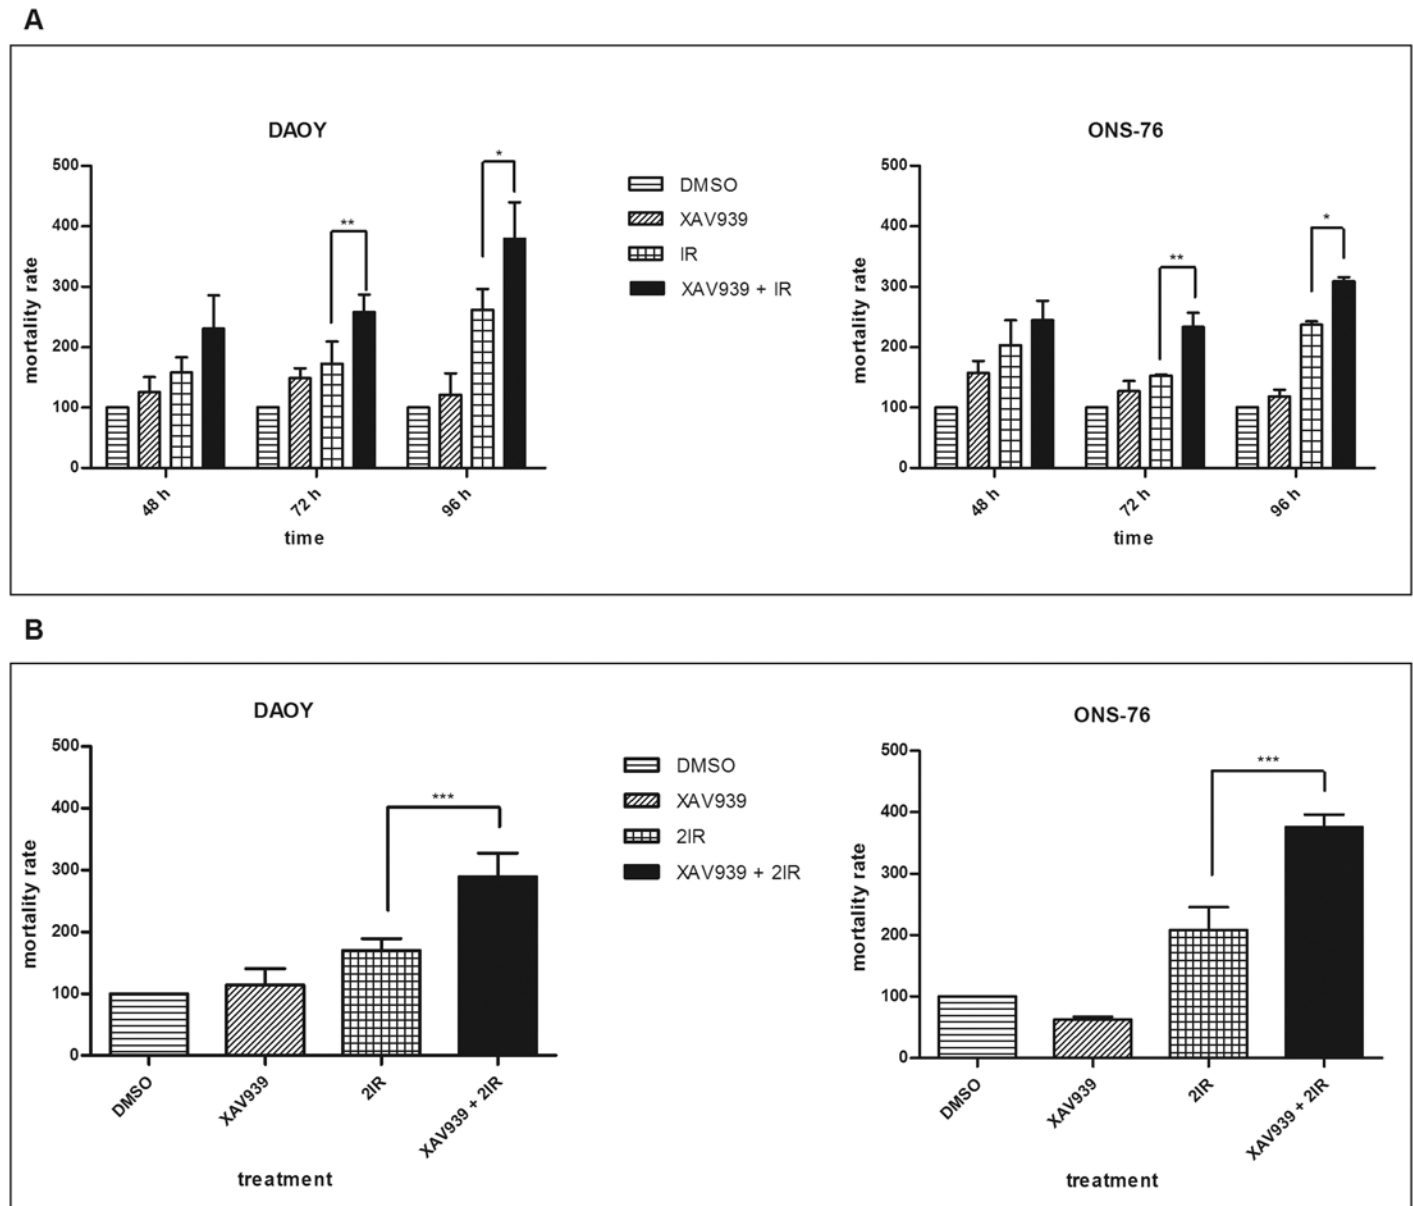 A
DAOY
ONS-76
500
400
300
200
100
0
mortality rate
*
**
48 h
72 h
96 h
time
DMSO
XAV939
IR
XAV939 + IR
500
400
300
200
100
0
mortality rate
*
**
48 h
72 h
96 h
time
B
DAOY
ONS-76
500
400
300
200
100
0
mortality rate
***
DMSO
XAV939
2IR
XAV939 + 2IR
treatment
DMSO
XAV939
2IR
XAV939 + 2IR
500
400
300
200
100
0
mortality rate
***
DMSO
XAV939
2IR
XAV939 + 2IR
treatment